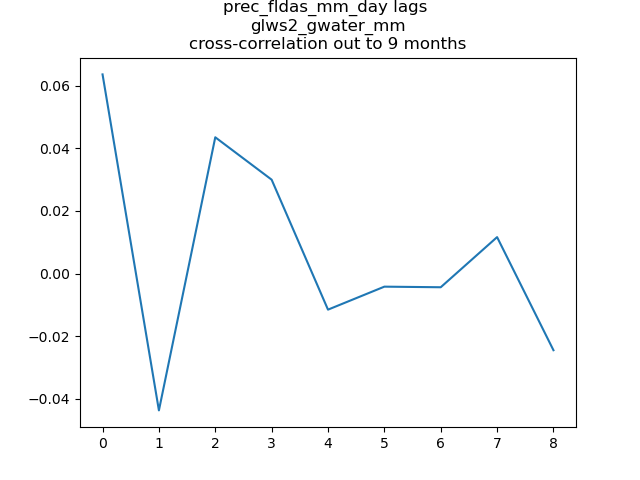 prec_fldas_mm_day lags
glws2_gwater_mm
cross-correlation out to 9 months
0.06
0.04
0.02
0.00
−0.02
−0.04
0 1 2 3 4 5 6 7 8